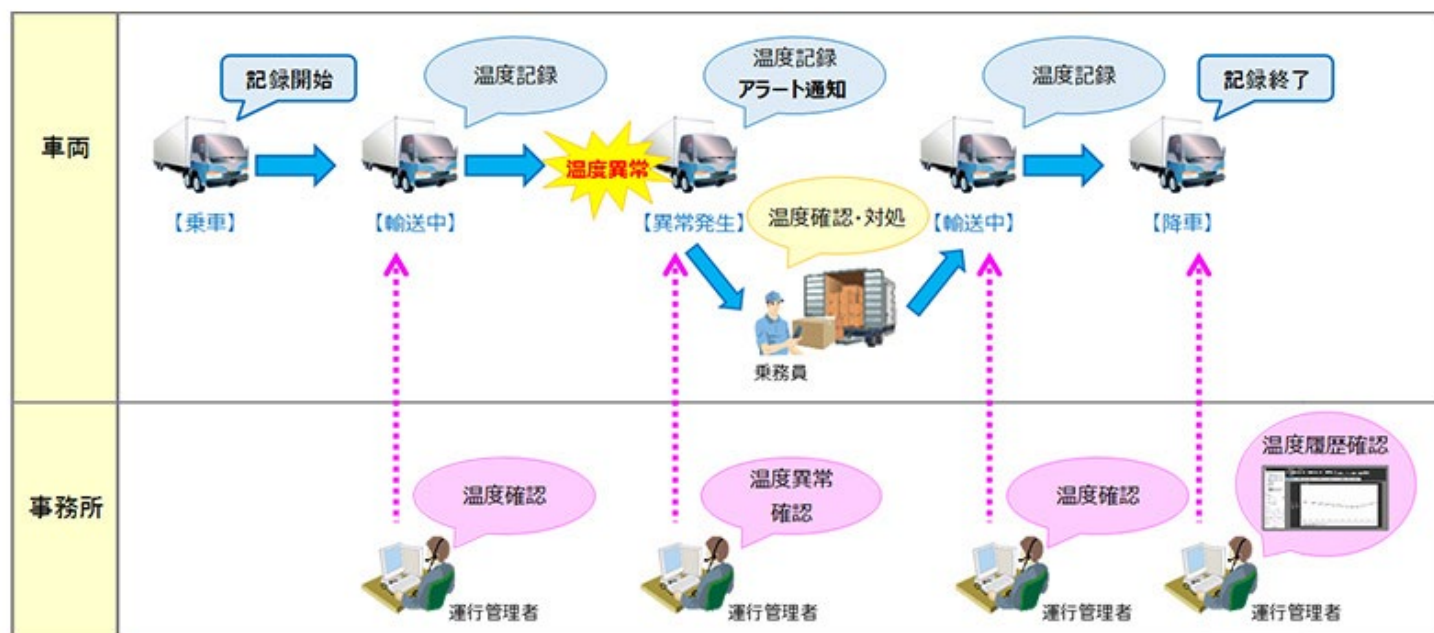 車両
記録開始
温度記録
温度記録
アラート通知
温度記録
記録終了
温度異常
【乗車】
【輸送中】
【異常発生】
温度確認・対処
【輸送中】
【降車】
乗務員
事務所
温度確認
温度異常
確認
温度確認
温度履歴確認
運行管理者
運行管理者
運行管理者
運行管理者